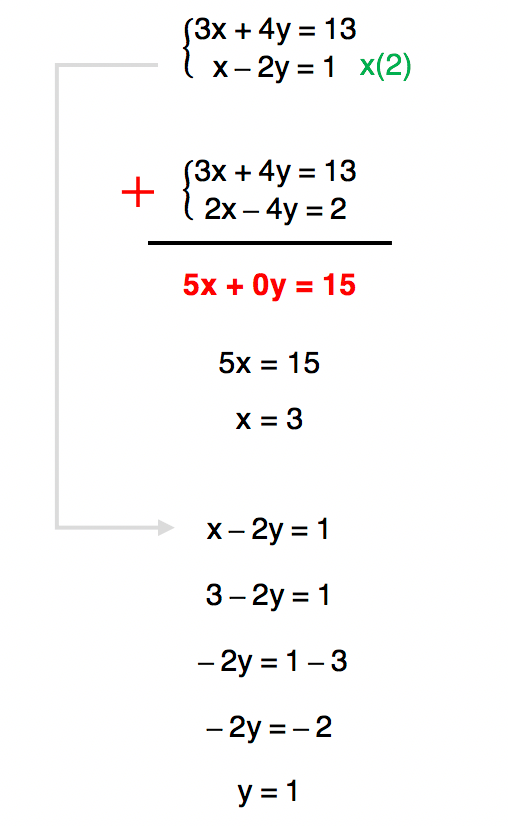 3x + 4y = 13
x – 2y = 1 x(2)
+
3x + 4y = 13
2x – 4y = 2
5x + 0y = 15
5x = 15
x = 3
x – 2y = 1
3 – 2y = 1
– 2y = 1 – 3
– 2y = – 2
y = 1